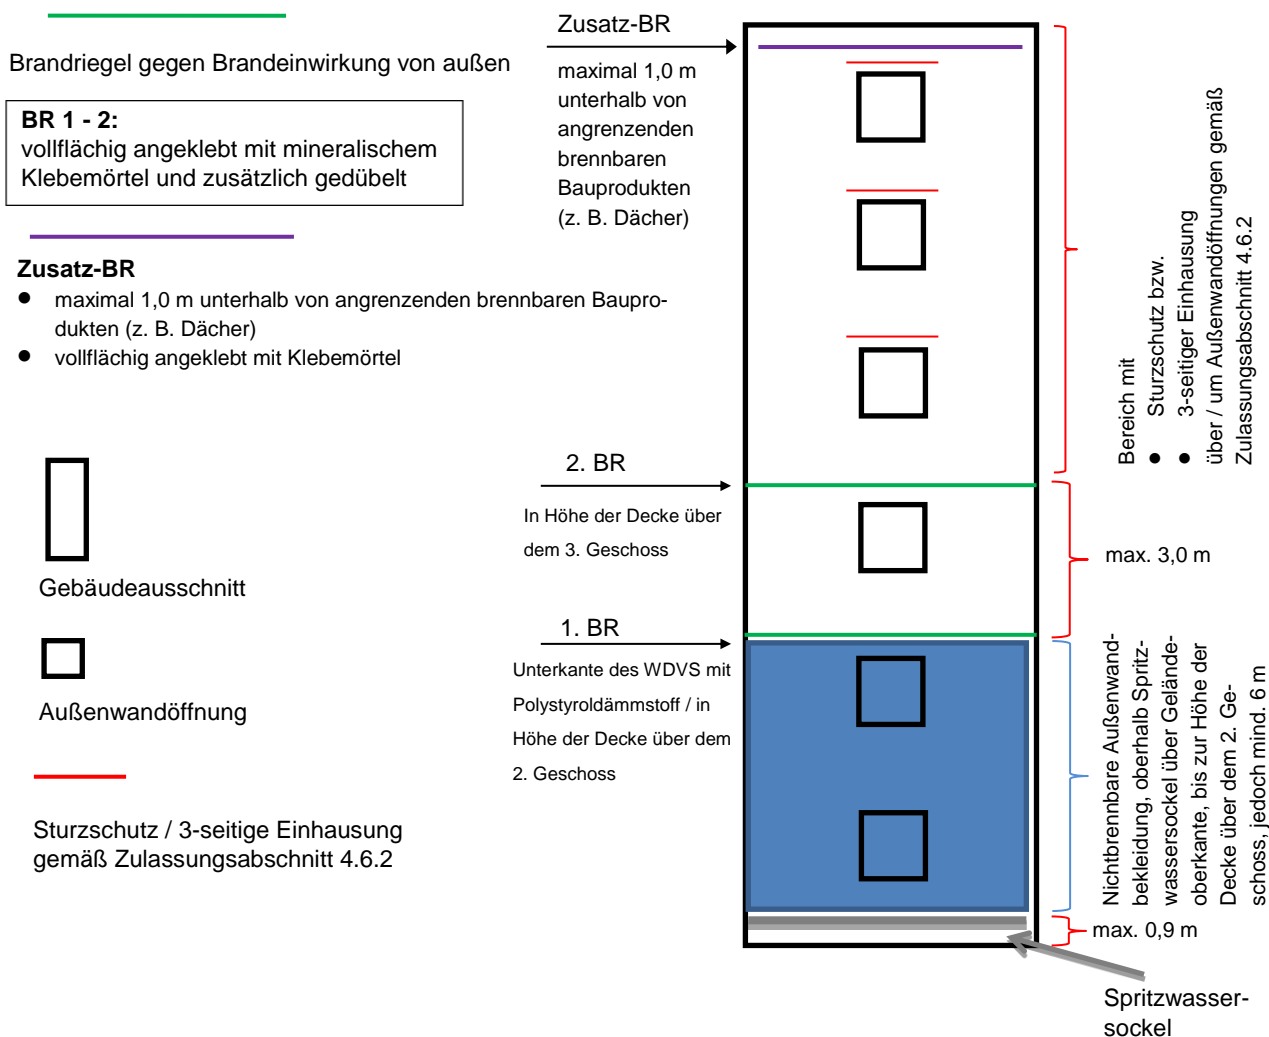 Brandriegel gegen Brandeinwirkung von außen
BR 1 - 2:
vollflächig angeklebt mit mineralischem
Klebemörtel und zusätzlich gedübelt
Zusatz-BR
● maximal 1,0 m unterhalb von angrenzenden brennbaren Baupro-
dukten (z. B. Dächer)
● vollflächig angeklebt mit Klebemörtel
Gebäudeausschnitt
Außenwandöffnung
Sturzschutz / 3-seitige Einhausung
gemäß Zulassungsabschnitt 4.6.2
Zusatz-BR
maximal 1,0 m
unterhalb von
angrenzenden
brennbaren
Bauprodukten
(z. B. Dächer)
2. BR
In Höhe der Decke über
dem 3. Geschoss
1. BR
Unterkante des WDVS mit
Polystyroldämmstoff / in
Höhe der Decke über dem
2. Geschoss
Bereich mit
● Sturzschutz bzw.
● 3-seitiger Einhausung
über / um Außenwandöffnungen gemäß
Zulassungsabschnitt 4.6.2
max. 3,0 m
Nichtbrennbare Außenwand-
bekleidung, oberhalb Spritz-
wassersockel über Gelände-
oberkante, bis zur Höhe der
Decke über dem 2. Ge-
schoss, jedoch mind. 6 m
max. 0,9 m
Spritzwasser-
sockel